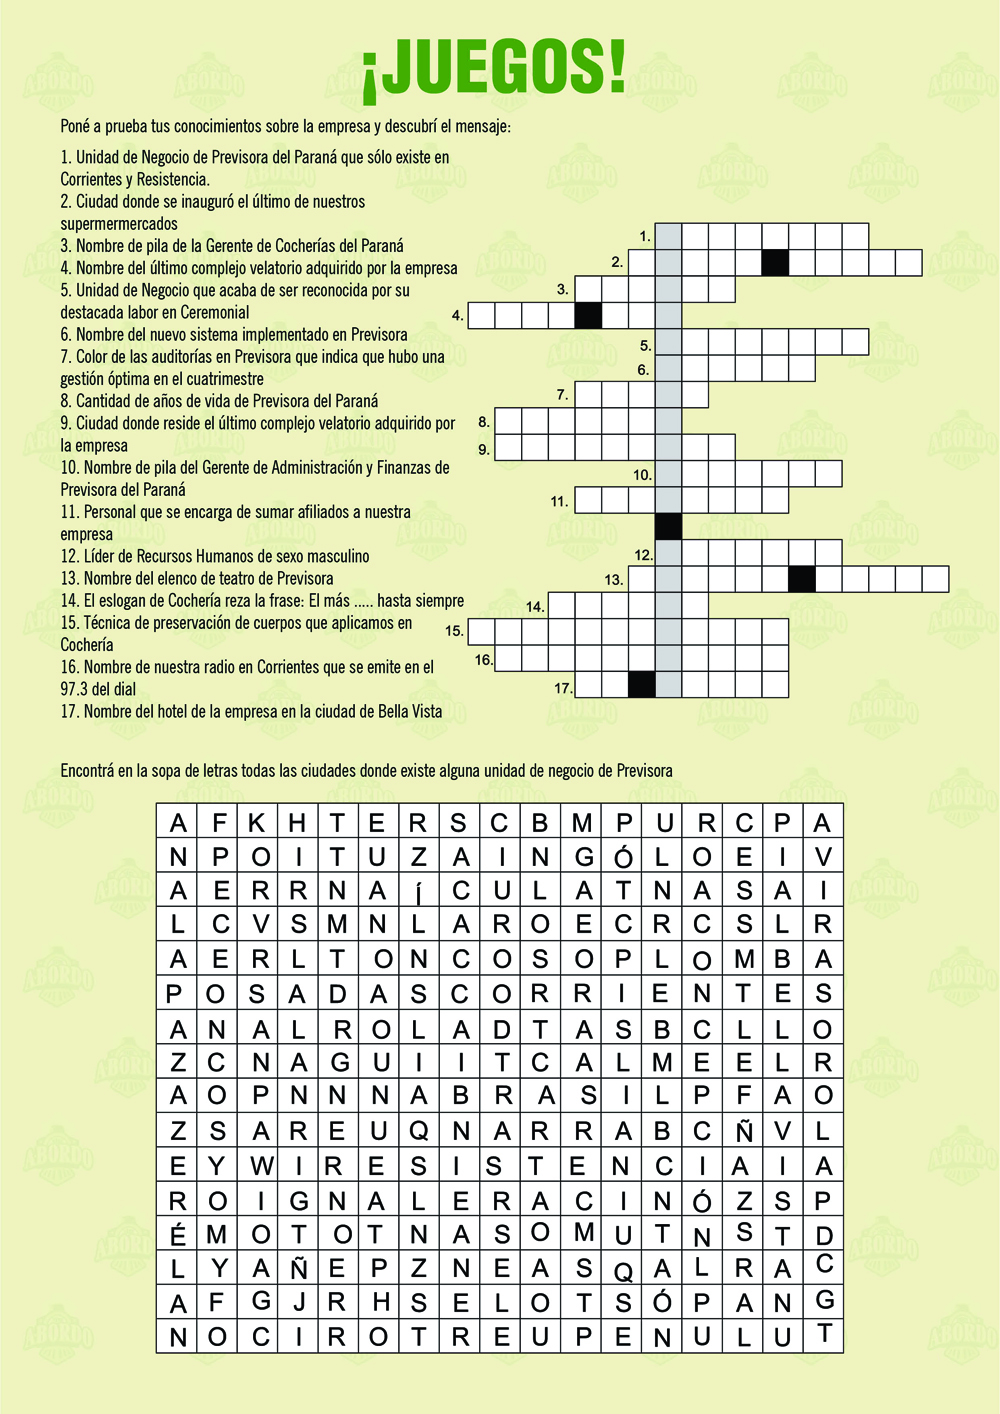 ¡JUEGOS!
Poné a prueba tus conocimientos sobre la empresa y descubrí el mensaje:
1. Unidad de Negocio de Previsora del Paraná que sólo existe en
Corrientes y Resistencia.
2. Ciudad donde se inauguró el último de nuestros
supermermercados
3. Nombre de pila de la Gerente de Cocherías del Paraná
4. Nombre del último complejo velatorio adquirido por la empresa
5. Unidad de Negocio que acaba de ser reconocida por su
destacada labor en Ceremonial
6. Nombre del nuevo sistema implementado en Previsora
7. Color de las auditorías en Previsora que indica que hubo una
gestión óptima en el cuatrimestre
8. Cantidad de años de vida de Previsora del Paraná
9. Ciudad donde reside el último complejo velatorio adquirido por
la empresa
10. Nombre de pila del Gerente de Administración y Finanzas de
Previsora del Paraná
11. Personal que se encarga de sumar afiliados a nuestra
empresa
12. Líder de Recursos Humanos de sexo masculino
13. Nombre del elenco de teatro de Previsora
14. El eslogan de Cochería reza la frase: El más ..... hasta siempre
15. Técnica de preservación de cuerpos que aplicamos en
Cochería
16. Nombre de nuestra radio en Corrientes que se emite en el
97.3 del dial
17. Nombre del hotel de la empresa en la ciudad de Bella Vista
1.
2.
3.
4.
5.
6.
7.
8.
9.
10.
11.
12.
13.
14.
15.
16.
17.
Encontrá en la sopa de letras todas las ciudades donde existe alguna unidad de negocio de Previsora
A F K H T E R S C B M P U R C P A
N P O I T U Z A I N G Ó L O E I V
A E R R N A Í C U L A T N A S A I
L C V S M N L A R O E C R C S L R
A E R L T O N C O S O P L O M B A
P O S A D A S C O R R I E N T E S
A N A L R O L A D T A S B C L L O
Z C N A G U I I T C A L M E E L R
A O P N N N A B R A S I L P F A O
Z S A R E U Q N A R R A B C Ñ V L
E Y W I R E S I S T E N C I A I A
R O I G N A L E R A C I N Ó Z S P
É M O T O T N A S O M U T N S T D
L Y A Ñ E P Z N E A S Q A L R A C
A F G J R H S E L O T S Ó P A N G
N O C I R O T R E U P E N U L U T